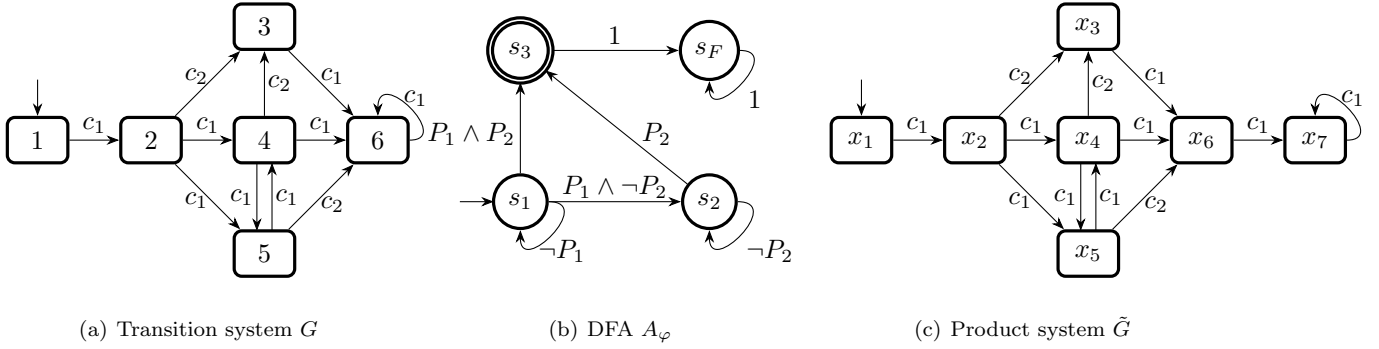 3
c₂
c₁
1
c₁
2
c₁
c₂
4
c₁
6
c₁
c₁
c₁
c₁
c₂
5
(a) Transition system G
s₃
1
s_F
1
P₁ ∧ P₂
P₂
s₁
P₁ ∧ ¬P₂
s₂
¬P₁
¬P₂
(b) DFA A_φ
x₃
c₂
c₁
x₁
c₁
x₂
c₁
c₂
x₄
c₁
x₆
c₁
x₇
c₁
c₁
c₁
c₁
c₂
x₅
(c) Product system G̃